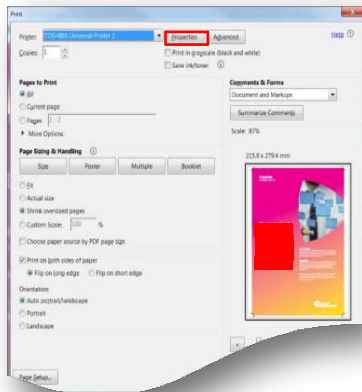 Print
Printer: TOSHIBA Universal Printer 2 Properties Advanced Help
Copies: 1 Print in grayscale (black and white)
Save ink/toner
Pages to Print
All
Current page
Pages 1 - 2
More Options
Comments & Forms
Document and Markups
Summarize Comments
Scale: 87%
Page Sizing & Handling
Size Poster Multiple Booklet
Fit
Actual size
Shrink oversized pages
Custom Scale: 100 %
Choose paper source by PDF page size
Print on both sides of paper
Flip on long edge Flip on short edge
Orientation:
Auto portrait/landscape
Portrait
Landscape
215.9 x 279.4 mm
Page Setup...